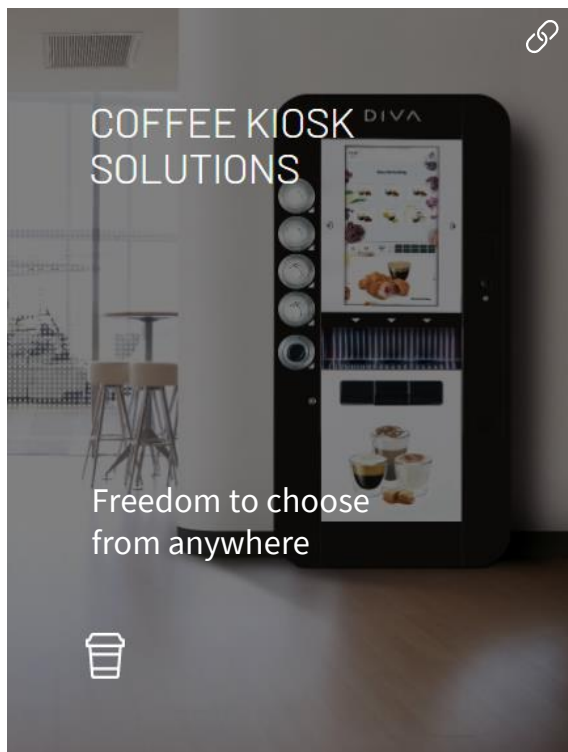 COFFEE KIOSK
SOLUTIONS
DIVA
Freedom to choose
from anywhere